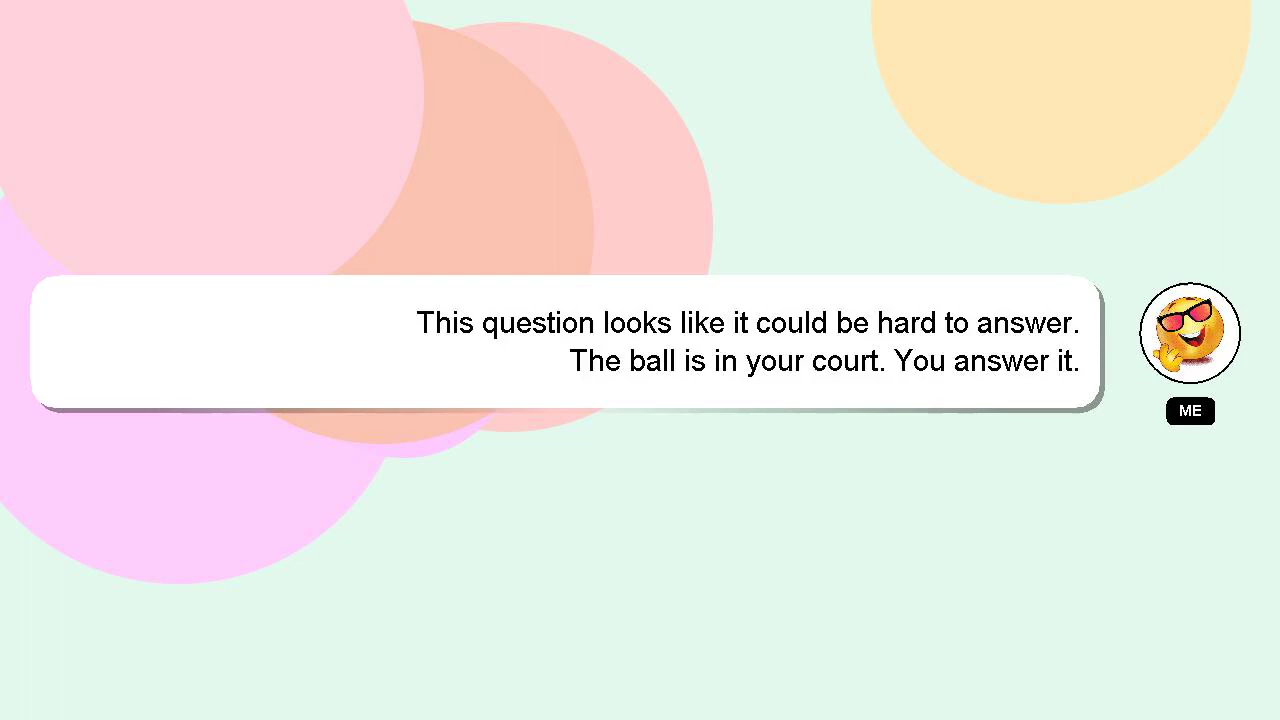 This question looks like it could be hard to answer.
The ball is in your court. You answer it.
ME